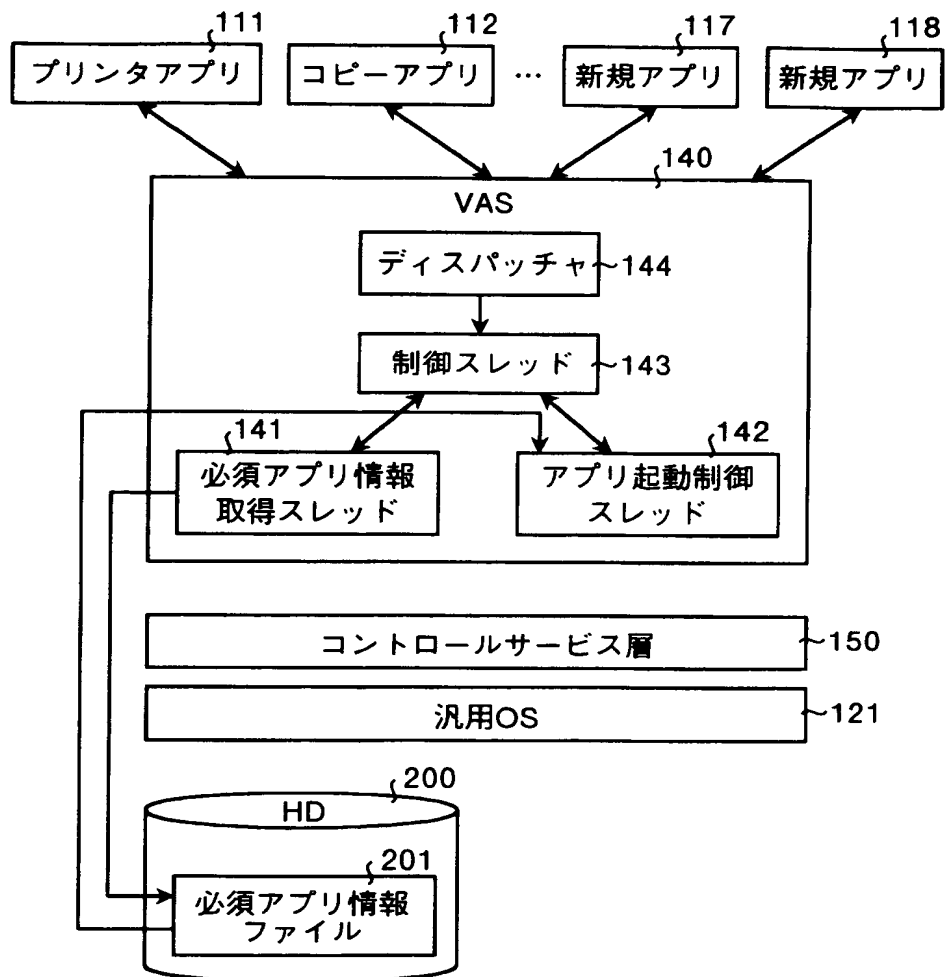 111
112
117
118
プリンタアプリ
コピーアプリ
…
新規アプリ
新規アプリ
140
VAS
ディスパッチャ
144
制御スレッド
143
141
必須アプリ情報
取得スレッド
142
アプリ起動制御
スレッド
コントロールサービス層
150
汎用OS
121
200
HD
201
必須アプリ情報
ファイル